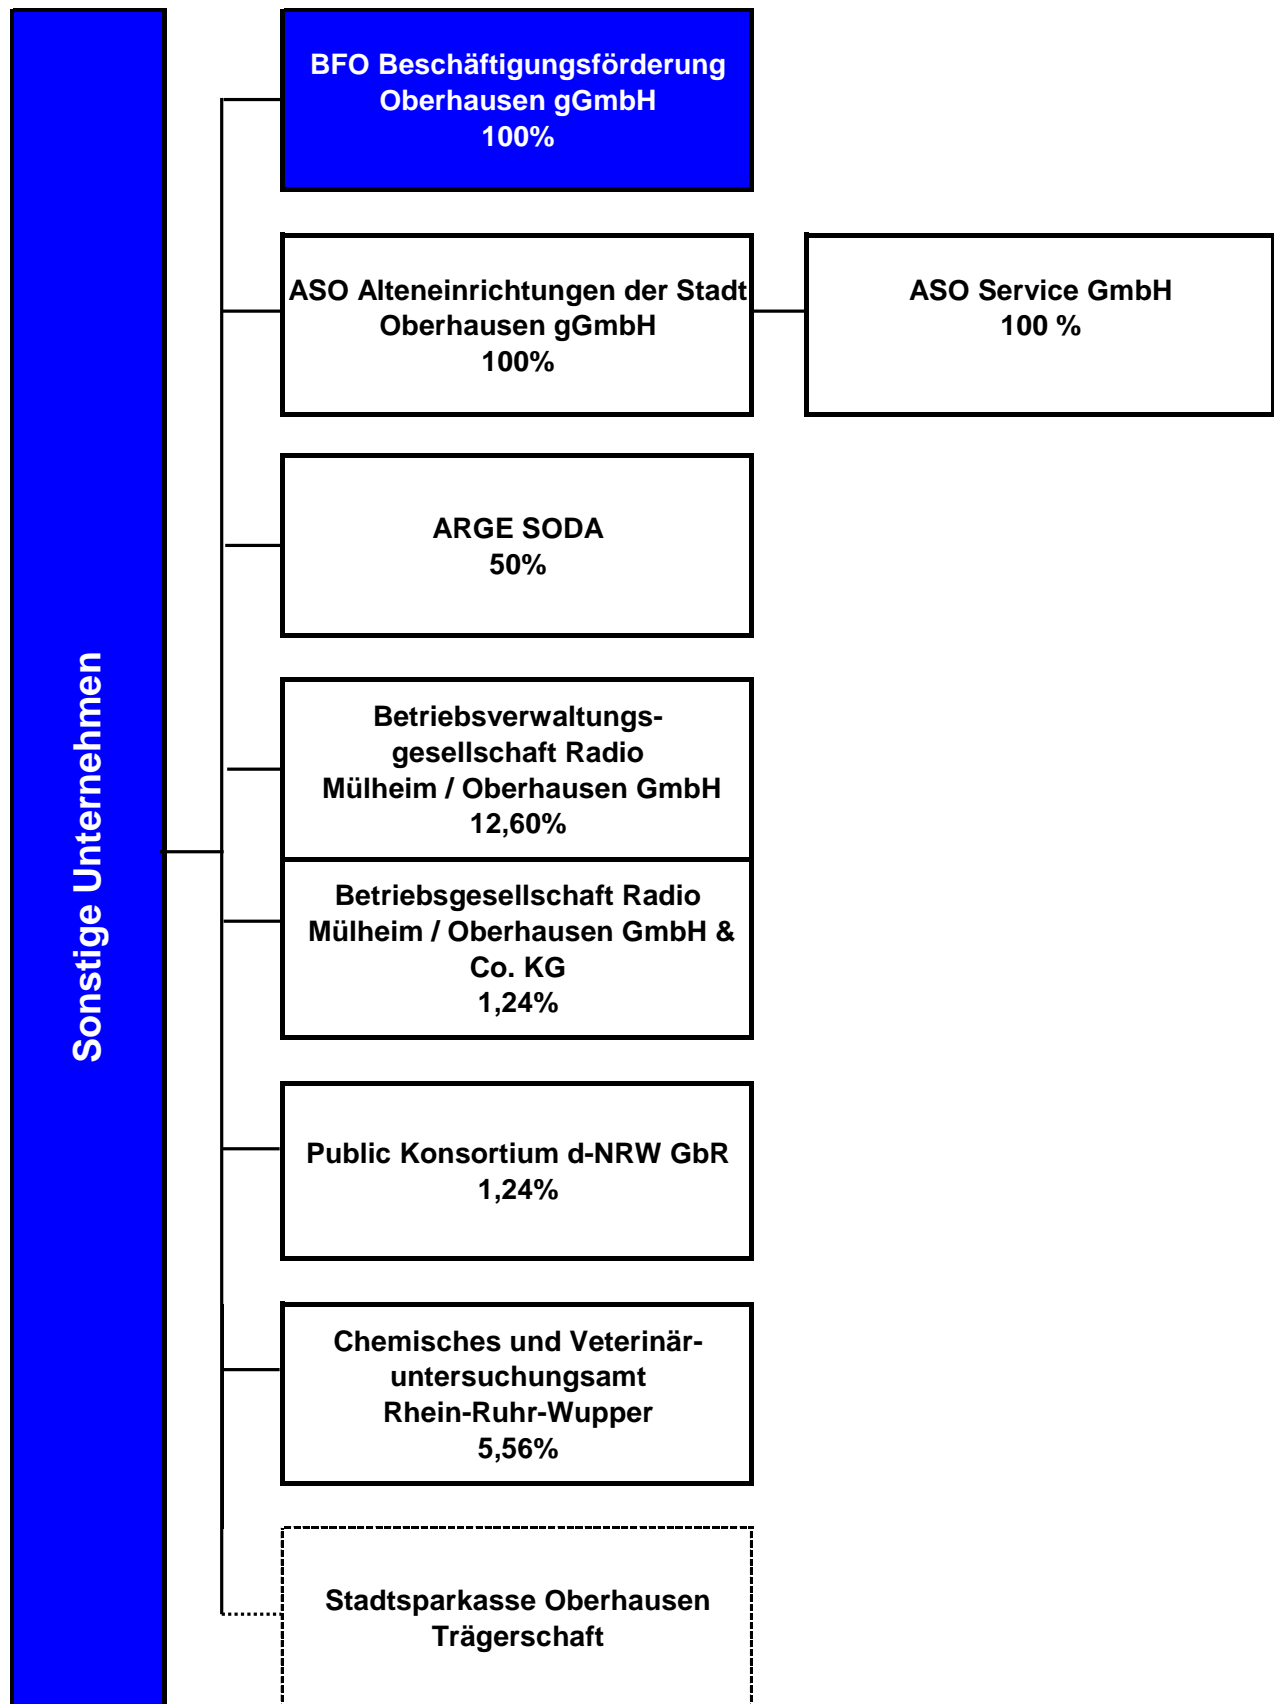 Sonstige Unternehmen
BFO Beschäftigungsförderung
Oberhausen gGmbH
100%
ASO Alteneinrichtungen der Stadt
Oberhausen gGmbH
100%
ASO Service GmbH
100 %
ARGE SODA
50%
Betriebsverwaltungs-
gesellschaft Radio
Mülheim / Oberhausen GmbH
12,60%
Betriebsgesellschaft Radio
Mülheim / Oberhausen GmbH &
Co. KG
1,24%
Public Konsortium d-NRW GbR
1,24%
Chemisches und Veterinär-
untersuchungsamt
Rhein-Ruhr-Wupper
5,56%
Stadtsparkasse Oberhausen
Trägerschaft